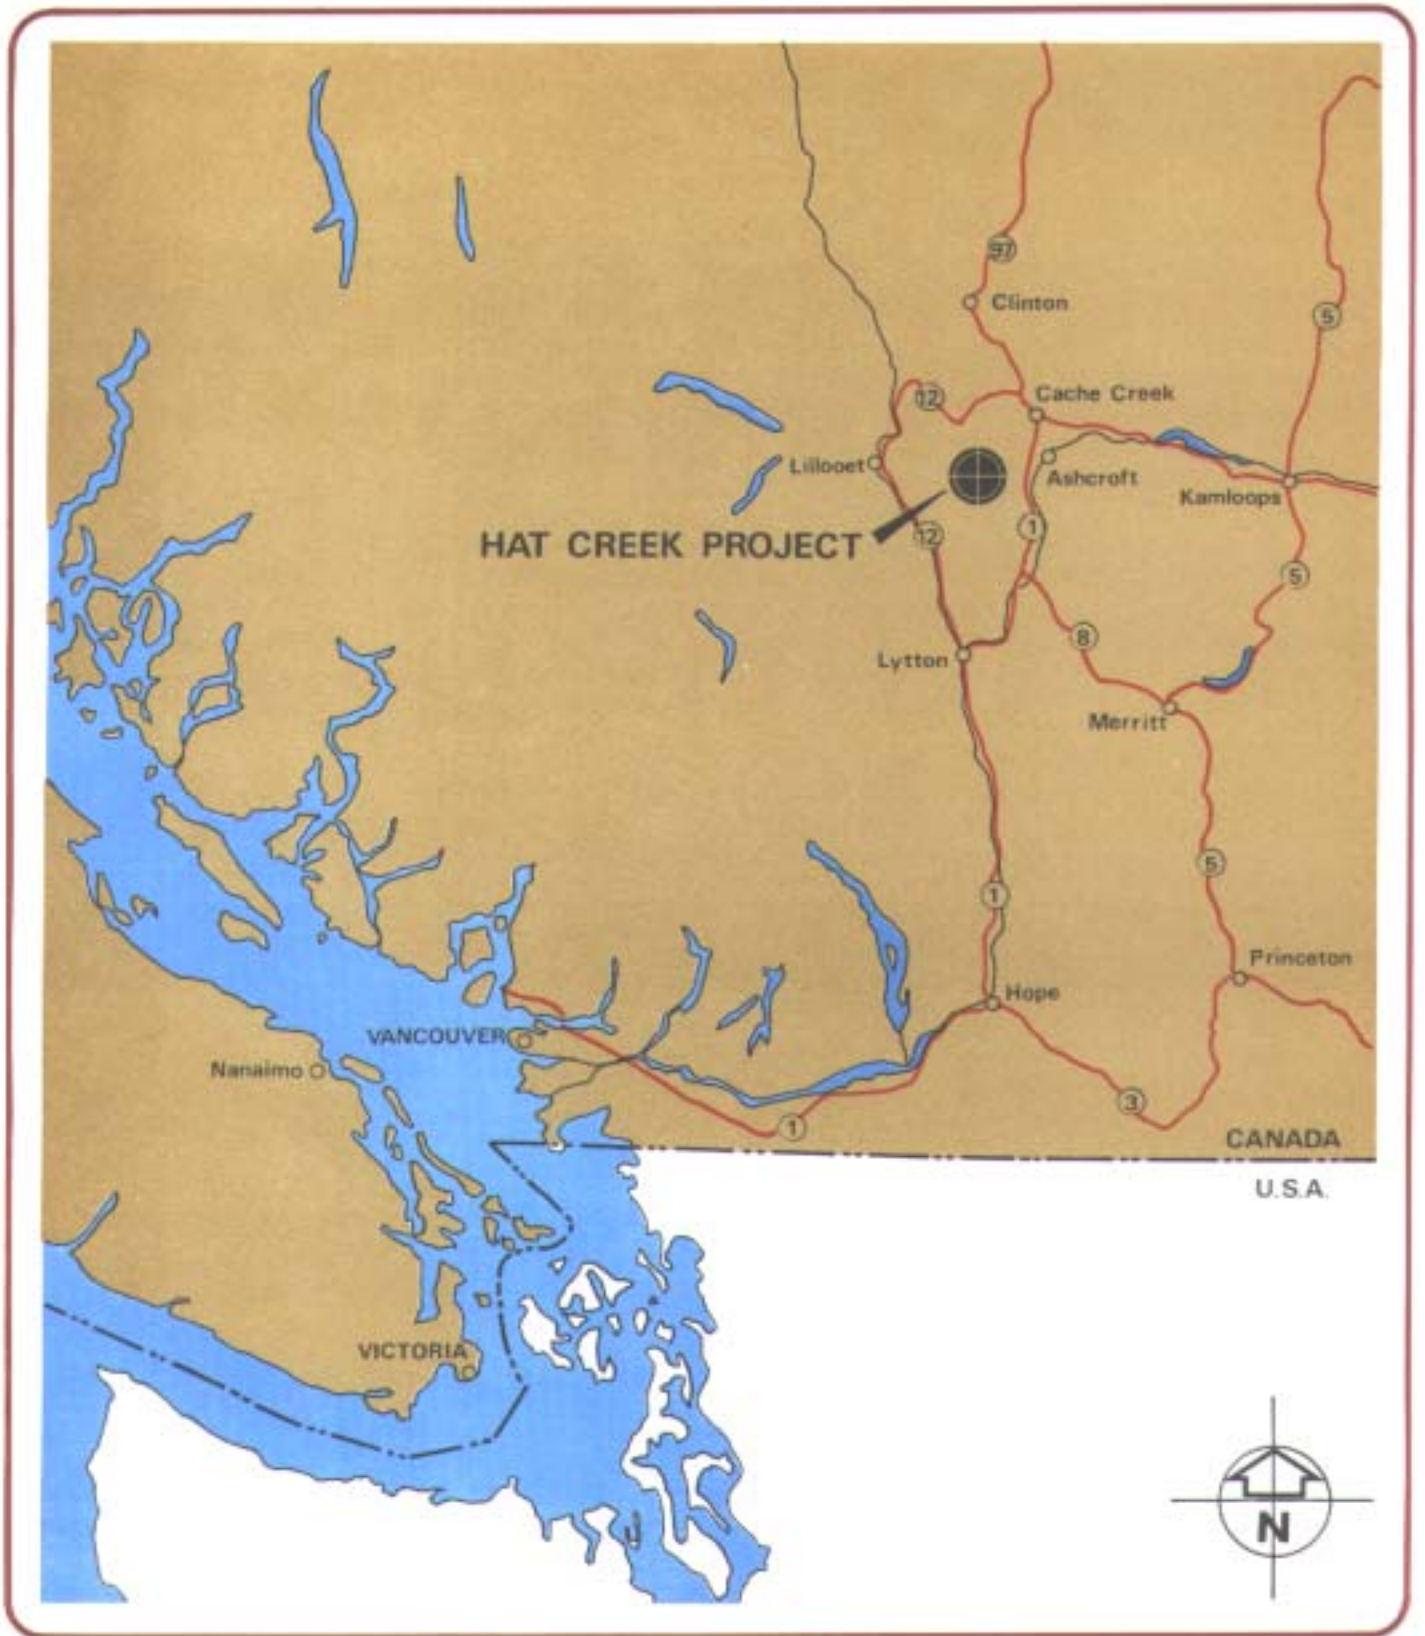 97
Clinton
5
12
Cache Creek
Lillooet
Ashcroft
Kamloops
HAT CREEK PROJECT
12
1
5
8
Lytton
Merritt
5
1
Princeton
Hope
VANCOUVER
Nanaimo
3
1
CANADA
U.S.A.
VICTORIA
N